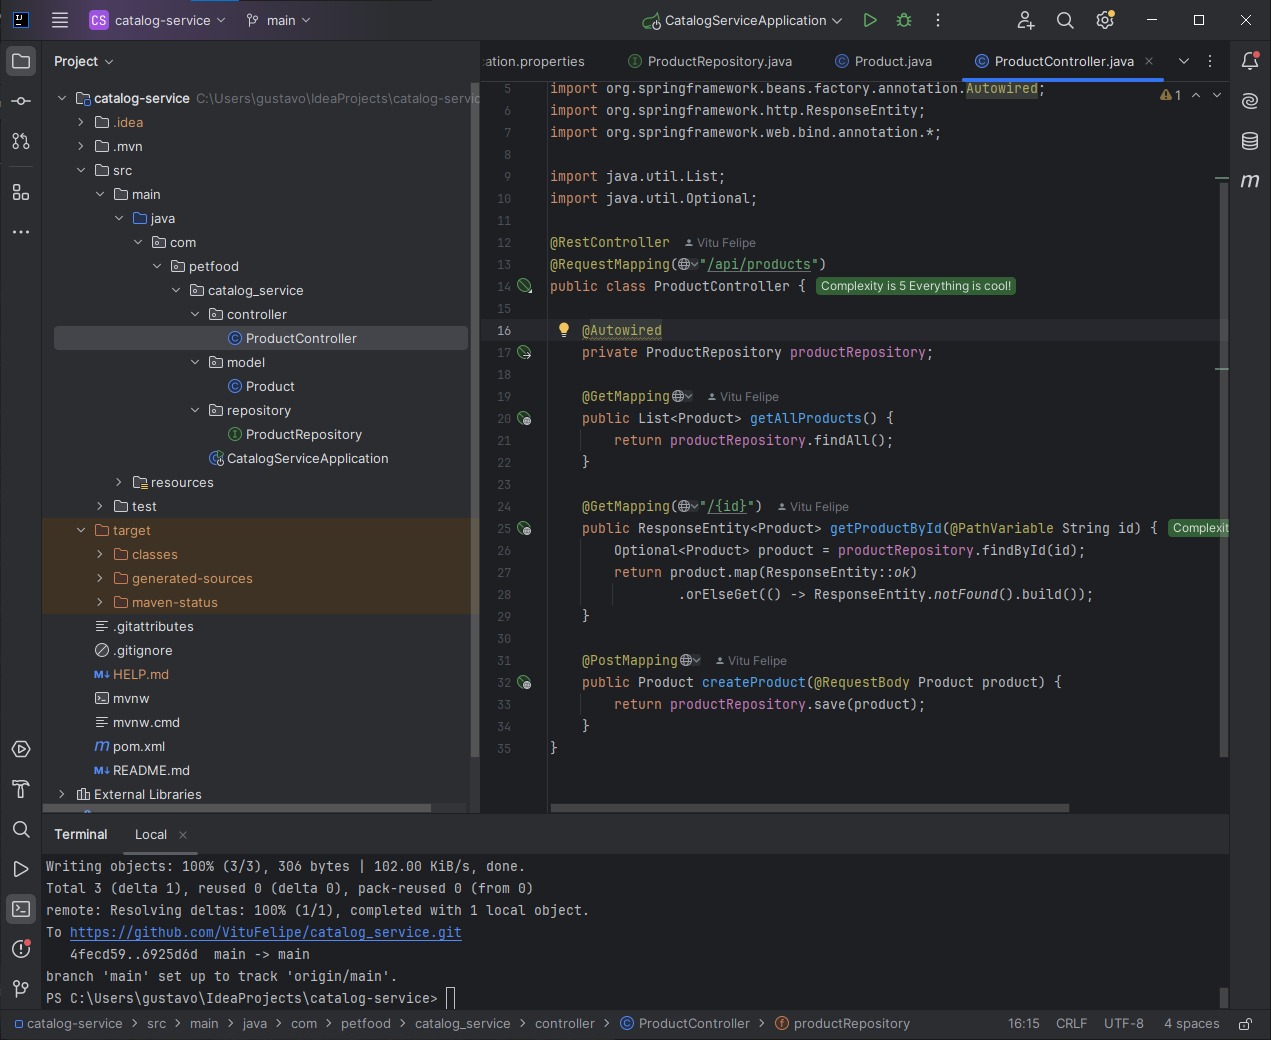 CS catalog-service main CatalogServiceApplication
Project
ation.properties ProductRepository.java Product.java ProductController.java
catalog-service C:\Users\gustavo\IdeaProjects\catalog-servic
.idea
.mvn
src
main
java
com
petfood
catalog_service
controller
ProductController
model
Product
repository
ProductRepository
CatalogServiceApplication
resources
test
target
classes
generated-sources
maven-status
.gitattributes
.gitignore
M↓ HELP.md
mvnw
mvnw.cmd
m pom.xml
M↓ README.md
External Libraries
1
5 import org.springframework.beans.factory.annotation.Autowired;
6 import org.springframework.http.ResponseEntity;
7 import org.springframework.web.bind.annotation.*;
8
9 import java.util.List;
10 import java.util.Optional;
11
12 @RestController Vitu Felipe
13 @RequestMapping("/api/products")
14 public class ProductController { Complexity is 5 Everything is cool!
15
16 @Autowired
17 private ProductRepository productRepository;
18
19 @GetMapping Vitu Felipe
20 public List<Product> getAllProducts() {
21 return productRepository.findAll();
22 }
23
24 @GetMapping("/{id}") Vitu Felipe
25 public ResponseEntity<Product> getProductById(@PathVariable String id) { Complexit
26 Optional<Product> product = productRepository.findById(id);
27 return product.map(ResponseEntity::ok)
28 .orElseGet(() -> ResponseEntity.notFound().build());
29 }
30
31 @PostMapping Vitu Felipe
32 public Product createProduct(@RequestBody Product product) {
33 return productRepository.save(product);
34 }
35 }
Terminal Local
Writing objects: 100% (3/3), 306 bytes | 102.00 KiB/s, done.
Total 3 (delta 1), reused 0 (delta 0), pack-reused 0 (from 0)
remote: Resolving deltas: 100% (1/1), completed with 1 local object.
To https://github.com/VituFelipe/catalog_service.git
4fecd59..6925d6d main -> main
branch 'main' set up to track 'origin/main'.
PS C:\Users\gustavo\IdeaProjects\catalog-service>
catalog-service > src > main > java > com > petfood > catalog_service > controller > ProductController > productRepository 16:15 CRLF UTF-8 4 spaces